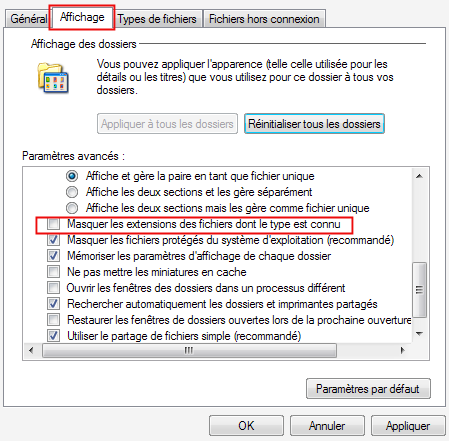 Général
Affichage
Types de fichiers
Fichiers hors connexion
Affichage des dossiers
Vous pouvez appliquer l'apparence (telle celle utilisée pour les
détails ou les titres) que vous utilisez pour ce dossier à tous vos
dossiers.
Appliquer à tous les dossiers
Réinitialiser tous les dossiers
Paramètres avancés :
Affiche et gère la paire en tant que fichier unique
Affiche les deux sections et les gère séparément
Affiche les deux sections mais les gère comme fichier unique
Masquer les extensions des fichiers dont le type est connu
Masquer les fichiers protégés du système d'exploitation (recommandé)
Mémoriser les paramètres d'affichage de chaque dossier
Ne pas mettre les miniatures en cache
Ouvrir les fenêtres des dossiers dans un processus différent
Rechercher automatiquement les dossiers et imprimantes partagés
Restaurer les fenêtres de dossiers ouvertes lors de la prochaine ouverture
Utiliser le partage de fichiers simple (recommandé)
Paramètres par défaut
OK
Annuler
Appliquer